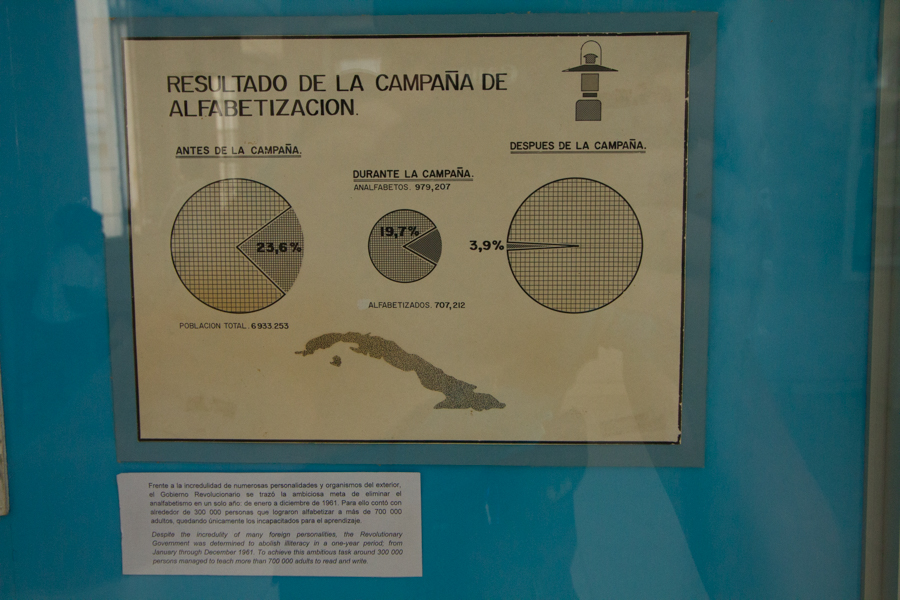 RESULTADO DE LA CAMPAÑA DE
ALFABETIZACION.
ANTES DE LA CAMPAÑA.
23,6%
POBLACION TOTAL. 6933.253
DURANTE LA CAMPAÑA.
ANALFABETOS. 979,207
19,7%
ALFABETIZADOS. 707,212
DESPUES DE LA CAMPAÑA.
3,9%
Frente a la incredulidad de numerosas personalidades y organismos del exterior,
el Gobierno Revolucionario se trazó la ambiciosa meta de eliminar el
analfabetismo en un solo año: de enero a diciembre de 1961. Para ello contó con
alrededor de 300 000 personas que lograron alfabetizar a más de 700 000
adultos, quedando únicamente los incapacitados para el aprendizaje.
Despite the incredulity of many foreign personalities, the Revolutionary
Government was determined to abolish illiteracy in a one-year period; from
January through December 1961. To achieve this ambitious task around 300 000
persons managed to teach more than 700 000 adults to read and write.